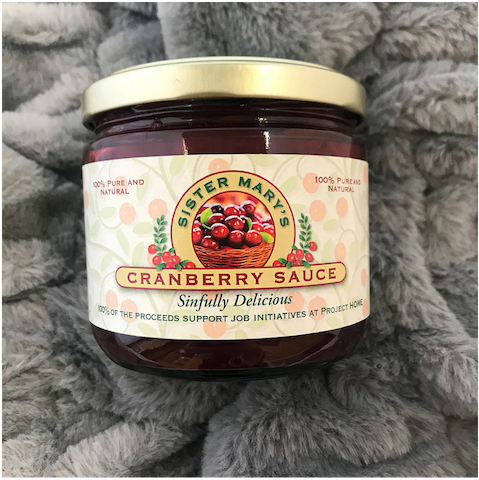 100% Pure and
Natural
SISTER MARY'S
100% Pure and
Natural
CRANBERRY SAUCE
Sinfully Delicious
100% of the proceeds support job initiatives at Project HOME